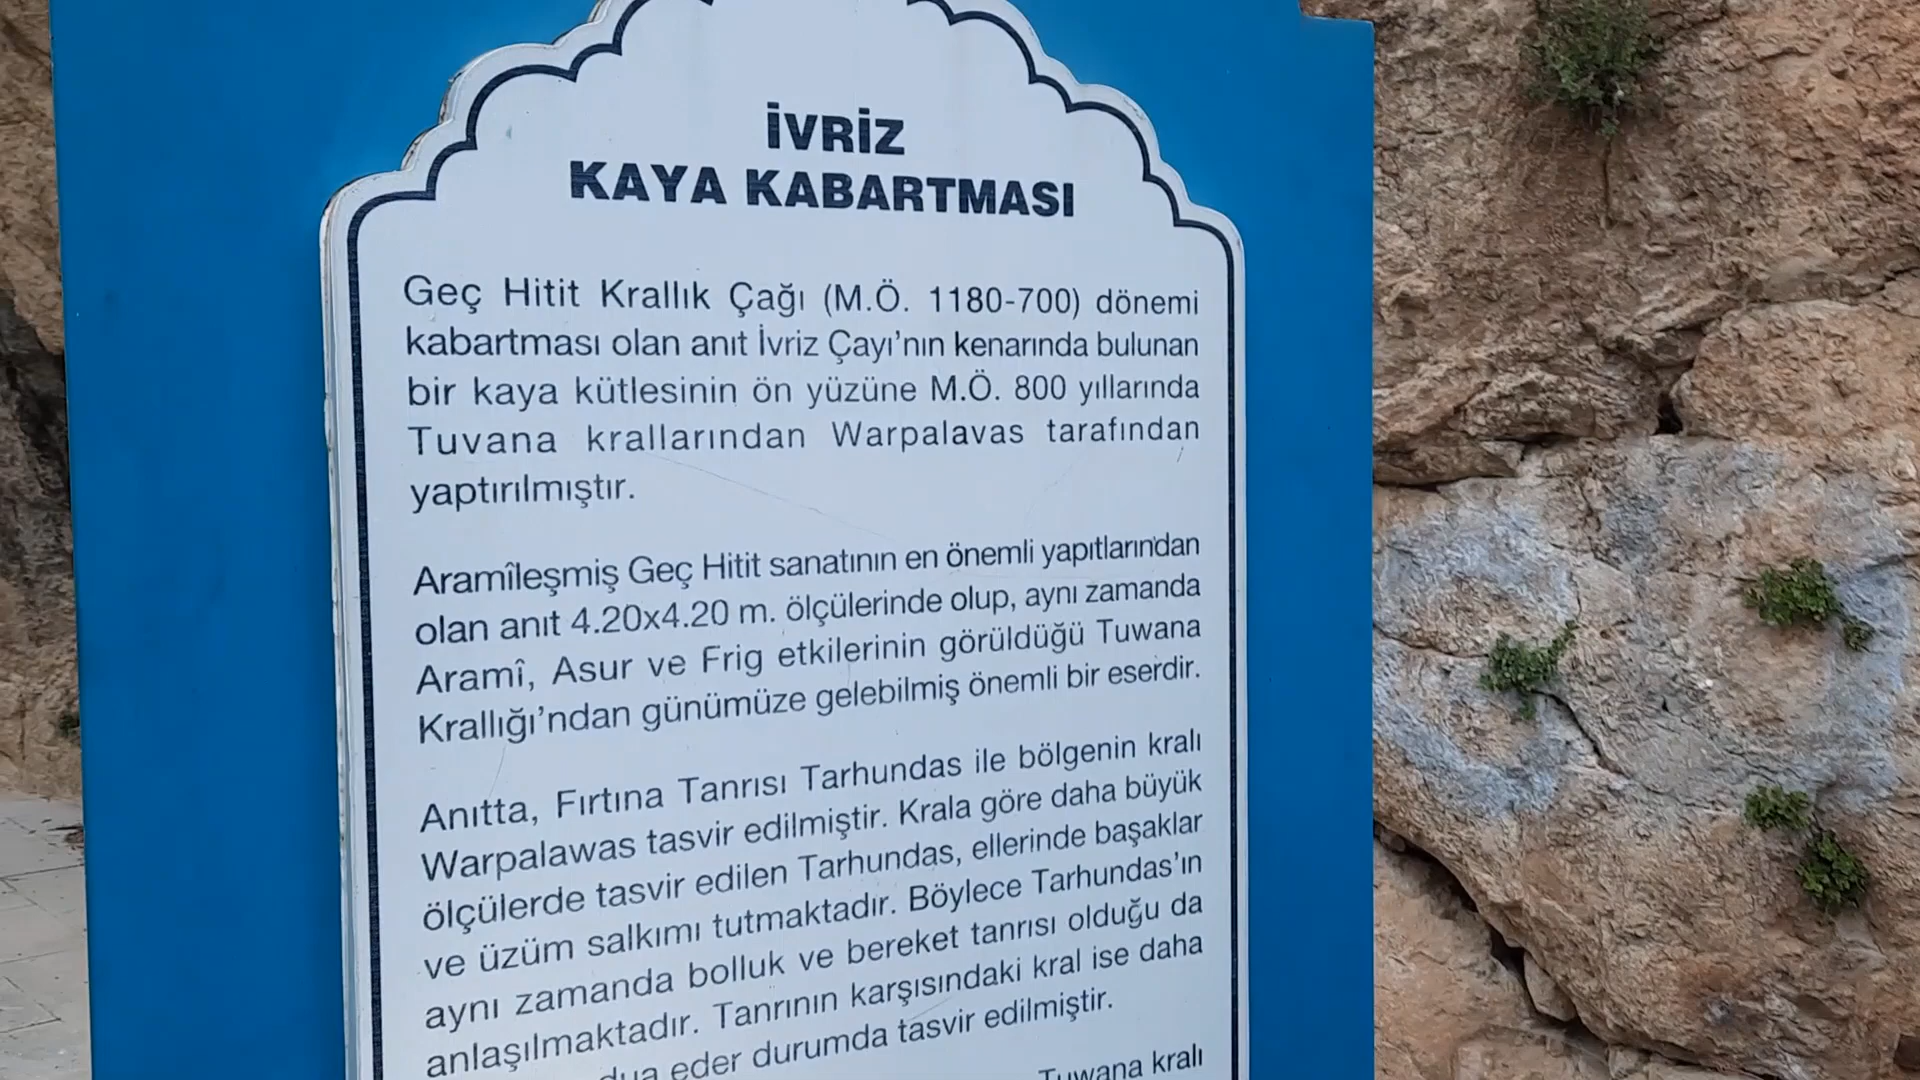 İVRİZ
KAYA KABARTMASI
Geç Hitit Krallık Çağı (M.Ö. 1180-700) dönemi
kabartması olan anıt İvriz Çayı'nın kenarında bulunan
bir kaya kütlesinin ön yüzüne M.Ö. 800 yıllarında
Tuvana krallarından Warpalavas tarafından
yaptırılmıştır.
Aramîleşmiş Geç Hitit sanatının en önemli yapıtlarından
olan anıt 4.20x4.20 m. ölçülerinde olup, aynı zamanda
Aramî, Asur ve Frig etkilerinin görüldüğü Tuwana
Krallığı'ndan günümüze gelebilmiş önemli bir eserdir.
Anıtta, Fırtına Tanrısı Tarhundas ile bölgenin kralı
Warpalawas tasvir edilmiştir. Krala göre daha büyük
ölçülerde tasvir edilen Tarhundas, ellerinde başaklar
ve üzüm salkımı tutmaktadır. Böylece Tarhundas'ın
aynı zamanda bolluk ve bereket tanrısı olduğu da
anlaşılmaktadır. Tanrının karşısındaki kral ise daha
dua eder durumda tasvir edilmiştir.
Tuwana kralı